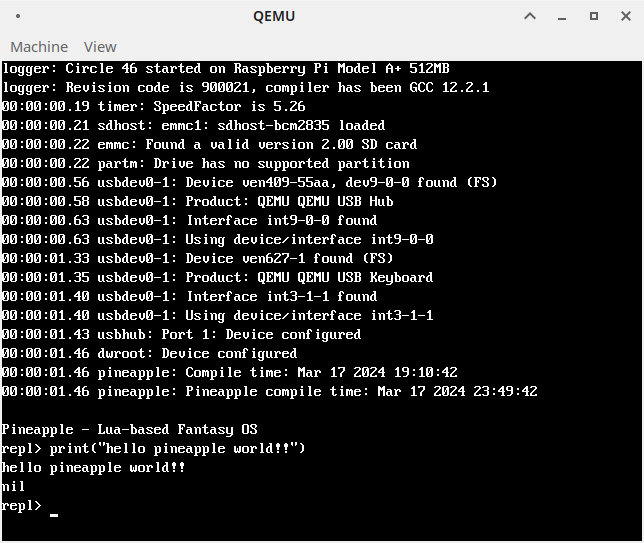 QEMU
Machine View
logger: Circle 46 started on Raspberry Pi Model A+ 512MB
logger: Revision code is 900021, compiler has been GCC 12.2.1
00:00:00.19 timer: SpeedFactor is 5.26
00:00:00.21 sdhost: emmc1: sdhost-bcm2835 loaded
00:00:00.22 emmc: Found a valid version 2.00 SD card
00:00:00.22 partm: Drive has no supported partition
00:00:00.56 usbdev0-1: Device ven409-55aa, dev9-0-0 found (FS)
00:00:00.58 usbdev0-1: Product: QEMU QEMU USB Hub
00:00:00.63 usbdev0-1: Interface int9-0-0 found
00:00:00.63 usbdev0-1: Using device/interface int9-0-0
00:00:01.33 usbdev0-1: Device ven627-1 found (FS)
00:00:01.35 usbdev0-1: Product: QEMU QEMU USB Keyboard
00:00:01.40 usbdev0-1: Interface int3-1-1 found
00:00:01.40 usbdev0-1: Using device/interface int3-1-1
00:00:01.43 usbhub: Port 1: Device configured
00:00:01.46 dwroot: Device configured
00:00:01.46 pineapple: Compile time: Mar 17 2024 19:10:42
00:00:01.46 pineapple: Pineapple compile time: Mar 17 2024 23:49:42
Pineapple - Lua-based Fantasy OS
repl> print("hello pineapple world!!")
hello pineapple world!!
nil
repl> _